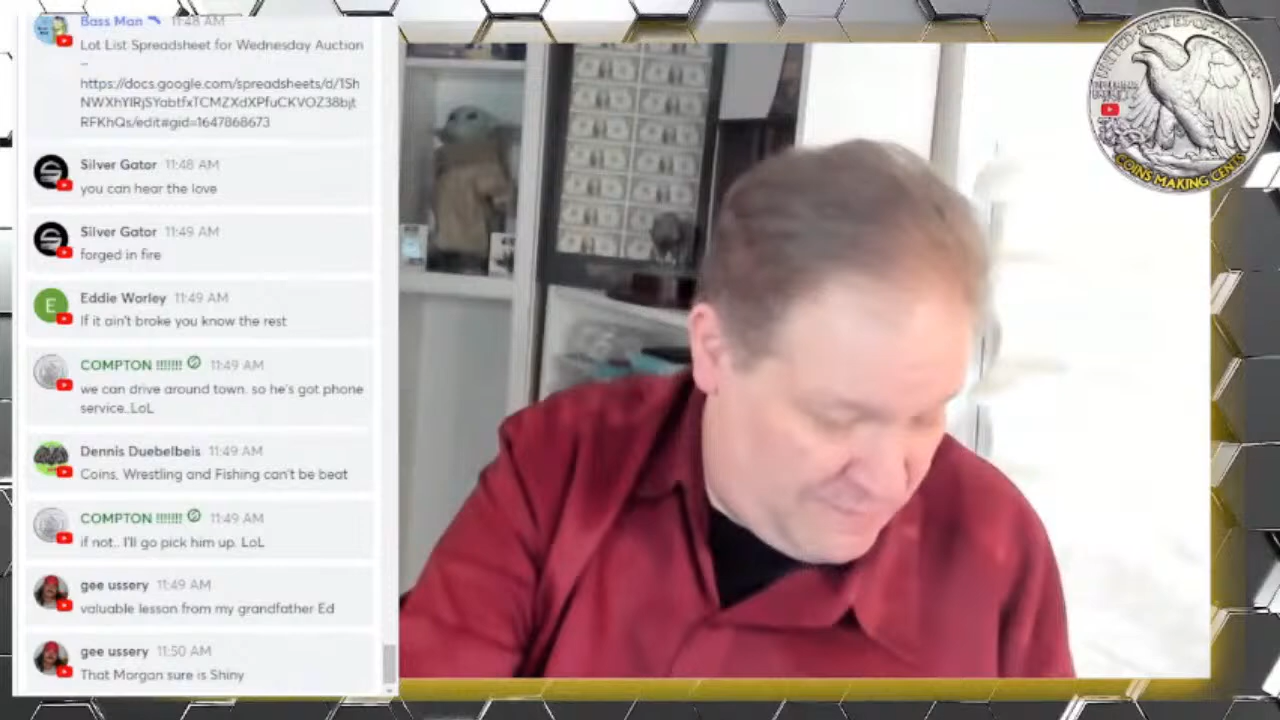 Bass Man 11:48 AM
Lot List Spreadsheet for Wednesday Auction
–
https://docs.google.com/spreadsheets/d/1Sh
NWXhYlRjSYabtfxTCMZXdXPfuCKVOZ38bjt
RFKhQs/edit#gid=1647868673
Silver Gator 11:48 AM
you can hear the love
Silver Gator 11:49 AM
forged in fire
Eddie Worley 11:49 AM
E
If it ain't broke you know the rest
COMPTON !!!!!!! 11:49 AM
we can drive around town. so he's got phone
service..LoL
Dennis Duebelbeis 11:49 AM
Coins, Wrestling and Fishing can't be beat
COMPTON !!!!!!! 11:49 AM
if not.. I'll go pick him up. LoL
gee ussery 11:49 AM
valuable lesson from my grandfather Ed
gee ussery 11:50 AM
That Morgan sure is Shiny
UNITED STATES OF AMERICA
COINS MAKING CENTS